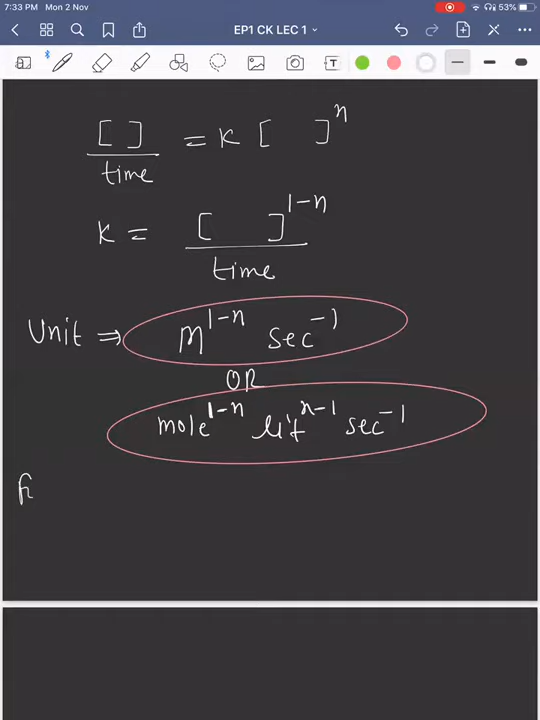 7:33 PM Mon 2 Nov 53%
EP1 CK LEC 1
T
[ ] / time = K [ ]^n
K = [ ]^1-n / time
Unit ⇒ M^1-n sec^-1
OR
mole^1-n lit^n-1 sec^-1